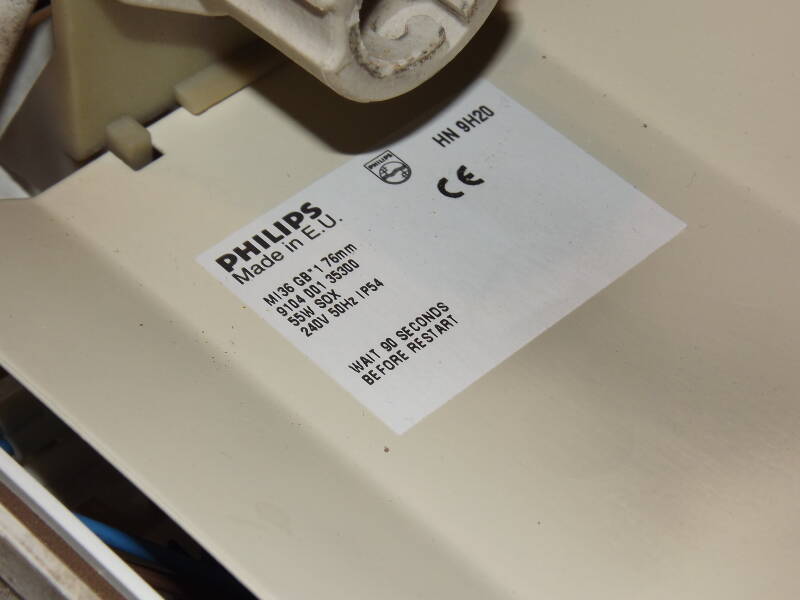 PHILIPS
Made in E.U.
PHILIPS
HN 9H20
CE
MI36 GB*1 76mm
9104 001 35300
55W SOX
240V 50Hz IP54
WAIT 90 SECONDS
BEFORE RESTART